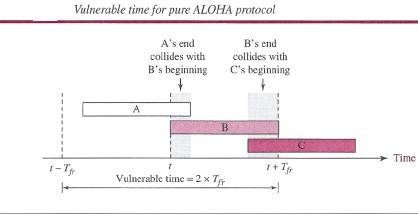 Vulnerable time for pure ALOHA protocol
A's end
collides with
B's beginning
B's end
collides with
C's beginning
A
B
C
t – Tfr
t
t + Tfr
Time
Vulnerable time = 2 × Tfr